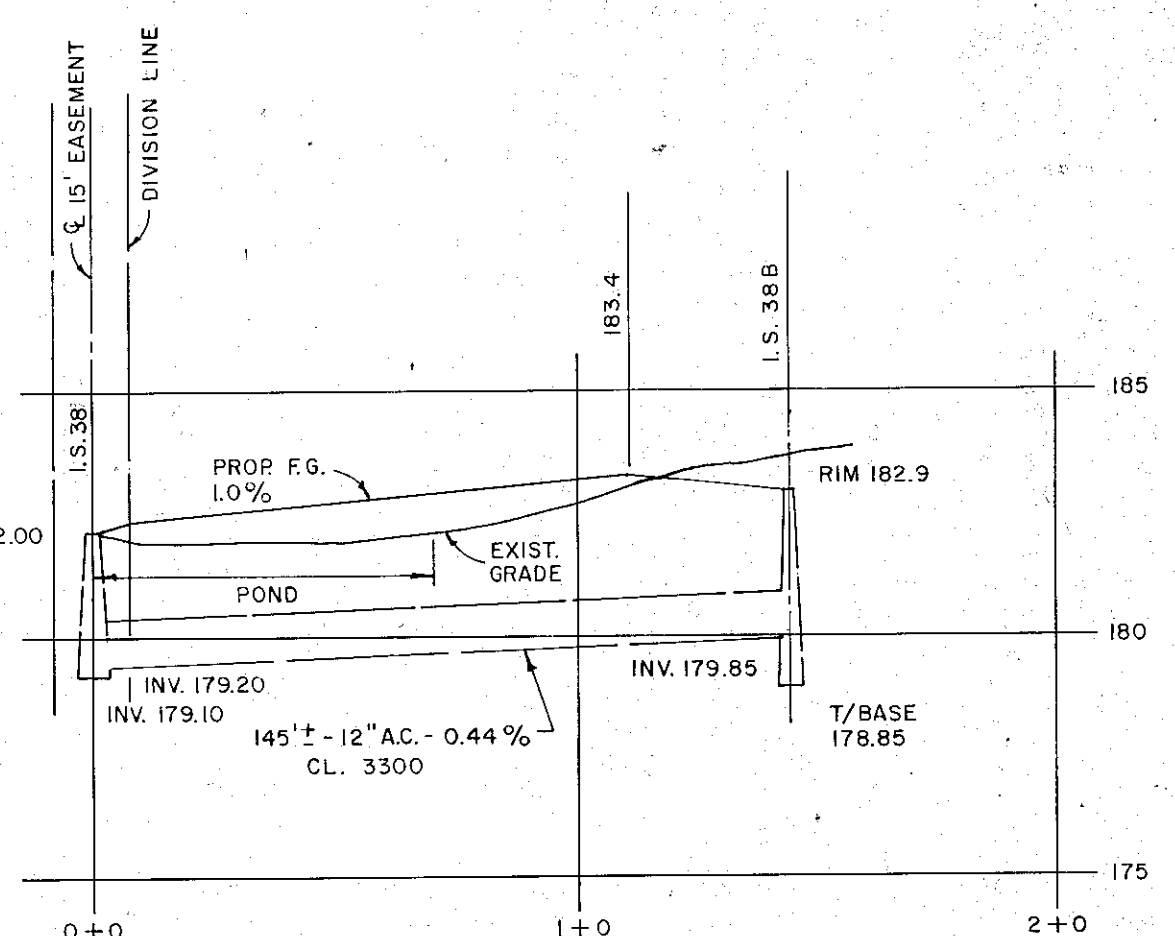 ℄ 15' EASEMENT
DIVISION LINE
183.4
I.S. 38B
185
I.S. 38
PROP. F.G.
1.0%
RIM 182.9
2.00
EXIST.
GRADE
POND
180
INV. 179.20
INV. 179.10
INV. 179.85
145'± - 12" A.C. - 0.44%
CL. 3300
T/BASE
178.85
175
0+0
1+0
2+0